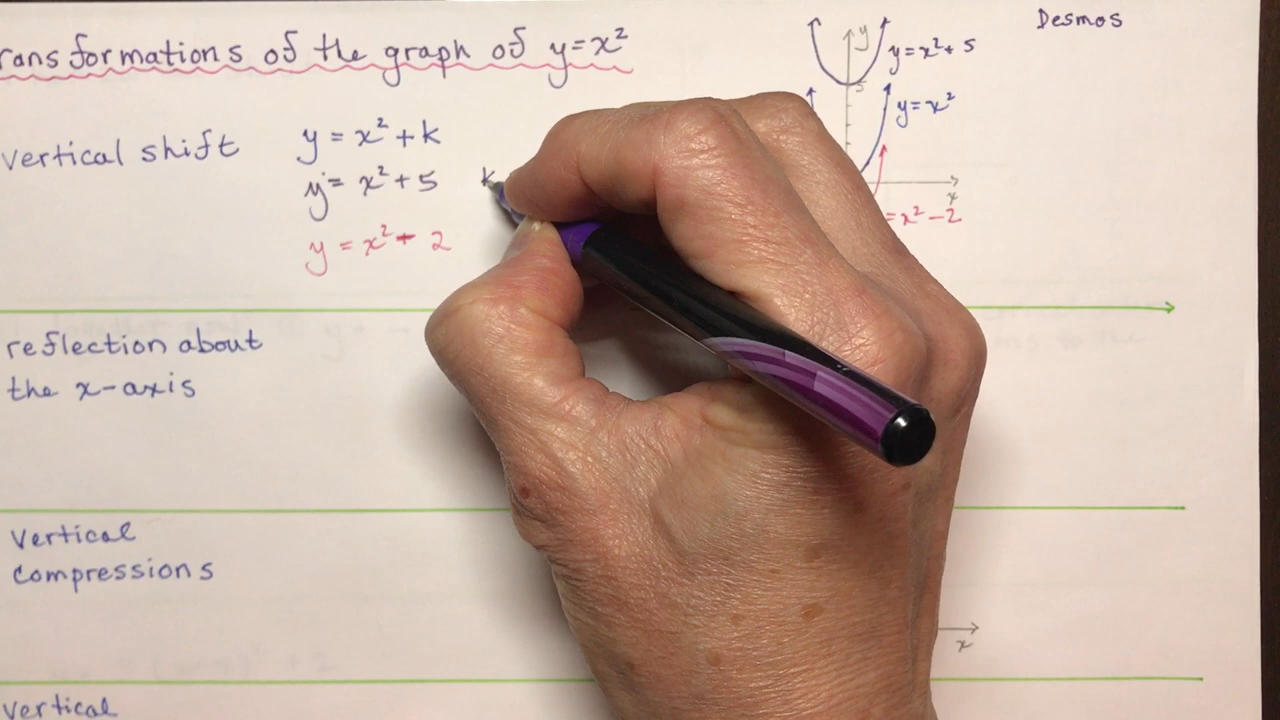 ransformations of the graph of y=x²
Desmos
y
y=x²+5
5
y=x²
x
=x²-2
vertical shift
y = x² + k
y = x² + 5
k
y = x² - 2
reflection about
the x-axis
vertical
compressions
x
vertical